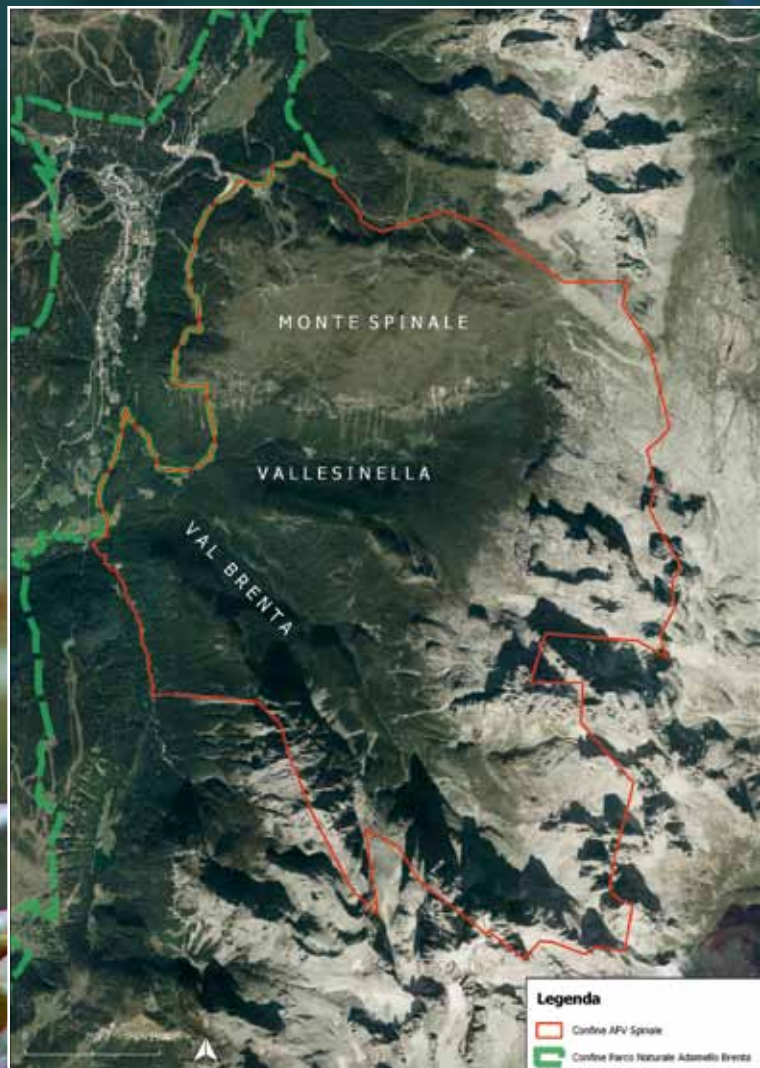 MONTE SPINALE
VALLESINELLA
VAL BRENTA
Legenda
Confine AFV Spinale
Confine Parco Naturale Adamello Brenta